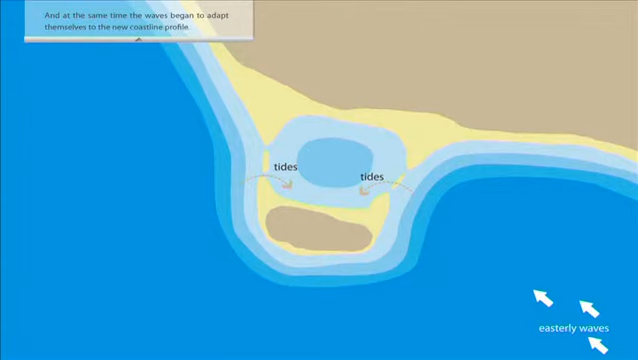 And at the same time the waves began to adapt
themselves to the new coastline profile
tides
tides
easterly waves